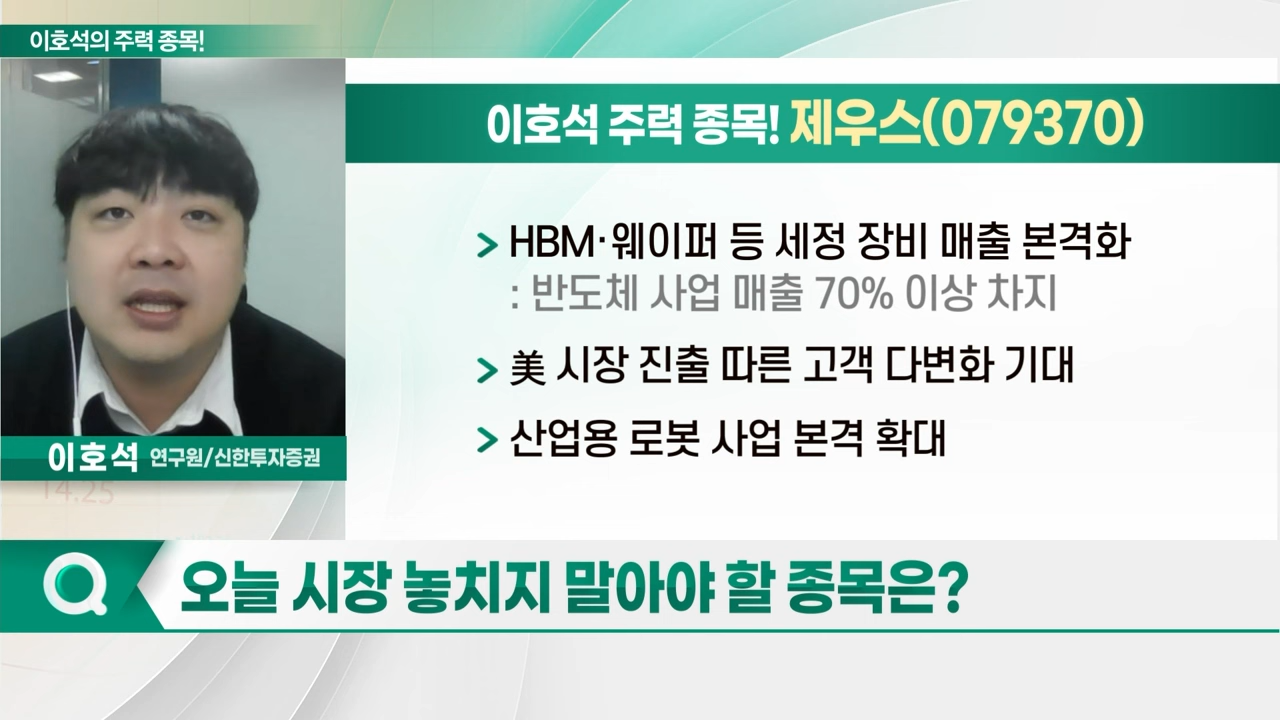 이호석의 주력 종목!
이호석 주력 종목! 제우스(079370)
HBM·웨이퍼 등 세정 장비 매출 본격화
: 반도체 사업 매출 70% 이상 차지
美 시장 진출 따른 고객 다변화 기대
산업용 로봇 사업 본격 확대
이호석 연구원/신한투자증권
14.25
Q 오늘 시장 놓치지 말아야 할 종목은?